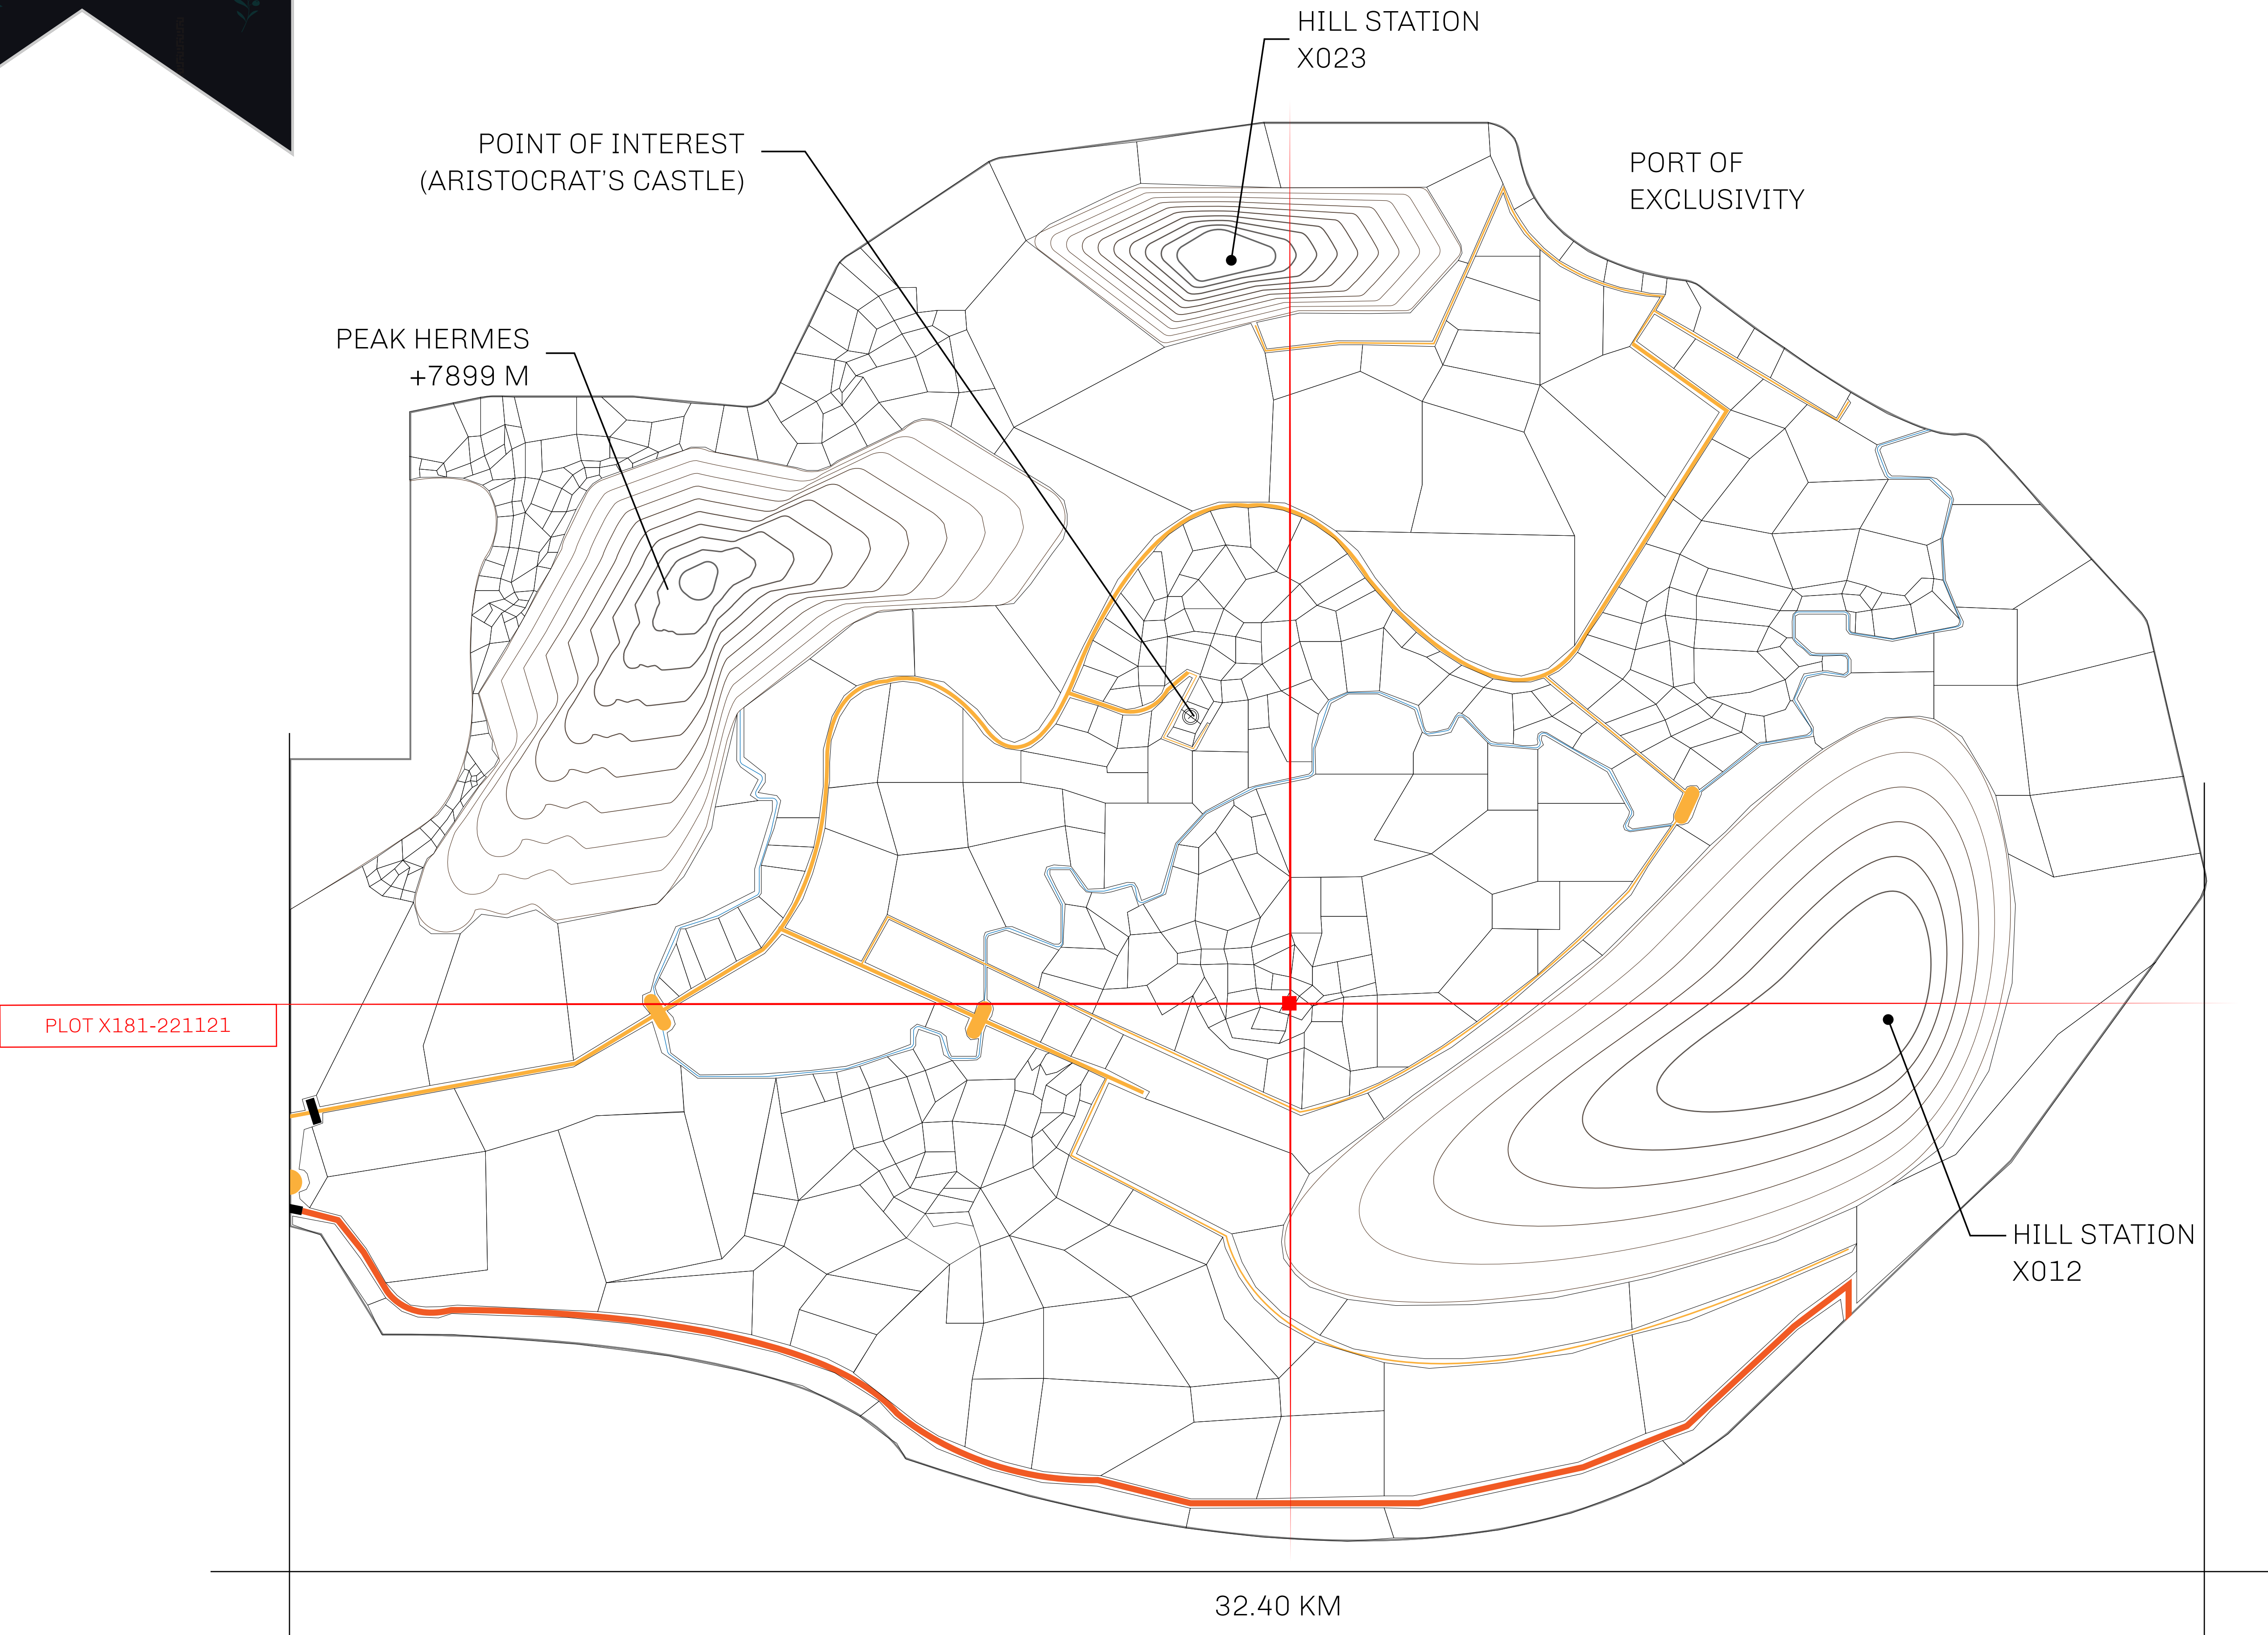 HILL STATION
X023
POINT OF INTEREST
(ARISTOCRAT'S CASTLE)
PORT OF
EXCLUSIVITY
PEAK HERMES
+7899 M
PLOT X181-221121
HILL STATION
X012
32.40 KM